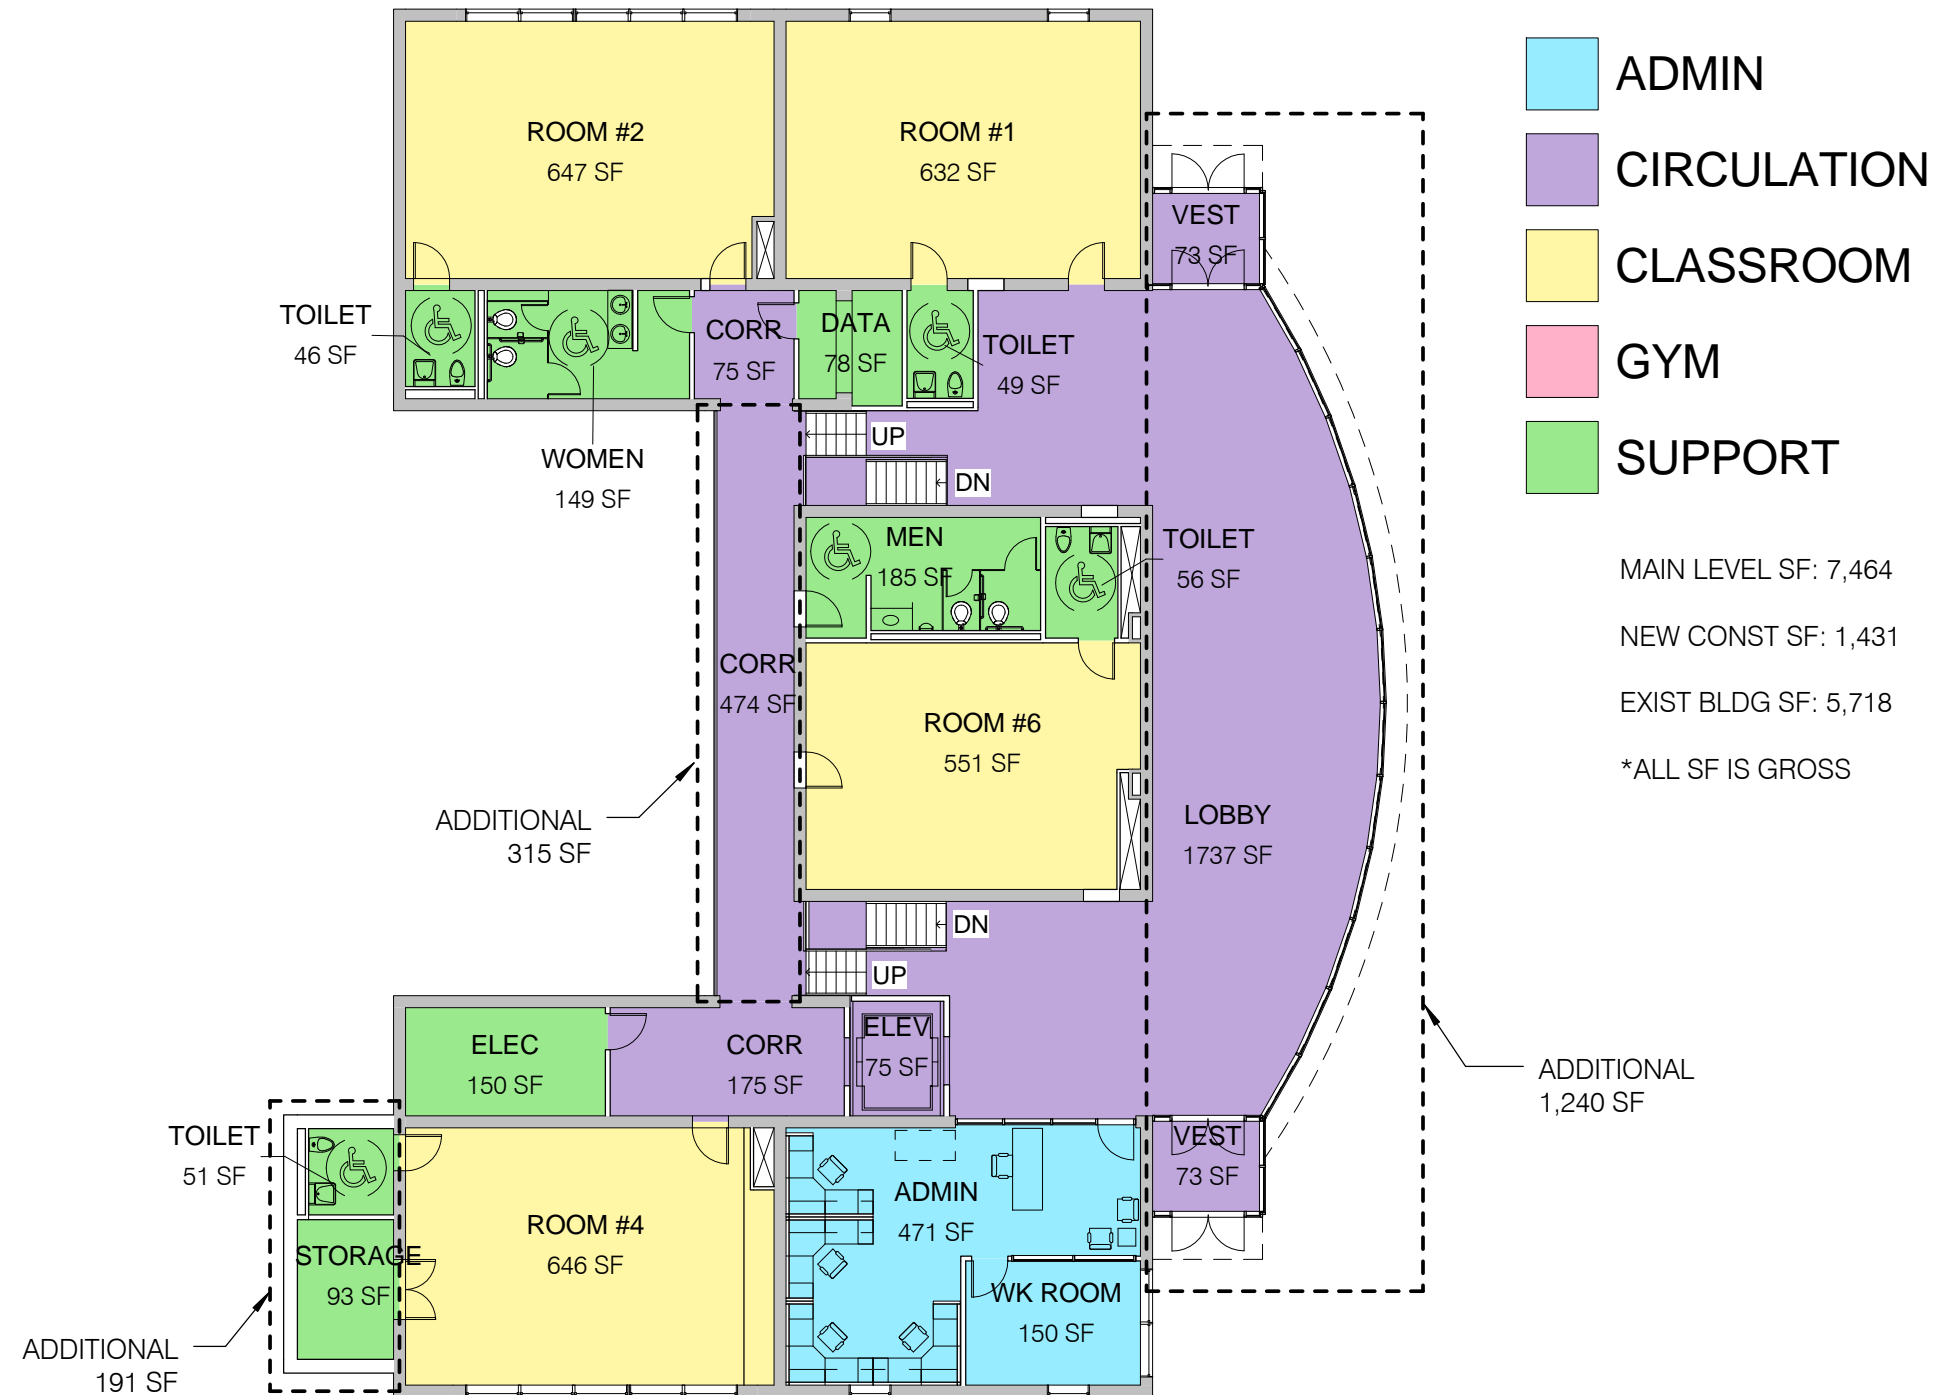 ROOM #2
647 SF
ROOM #1
632 SF
VEST
73 SF
TOILET
46 SF
CORR
75 SF
DATA
78 SF
TOILET
49 SF
WOMEN
149 SF
UP
DN
MEN
185 SF
TOILET
56 SF
CORR
474 SF
ROOM #6
551 SF
LOBBY
1737 SF
ADDITIONAL
315 SF
DN
UP
ELEC
150 SF
CORR
175 SF
ELEV
75 SF
ADDITIONAL
1,240 SF
TOILET
51 SF
VEST
73 SF
ROOM #4
646 SF
ADMIN
471 SF
STORAGE
93 SF
WK ROOM
150 SF
ADDITIONAL
191 SF
ADMIN
CIRCULATION
CLASSROOM
GYM
SUPPORT
MAIN LEVEL SF: 7,464
NEW CONST SF: 1,431
EXIST BLDG SF: 5,718
*ALL SF IS GROSS